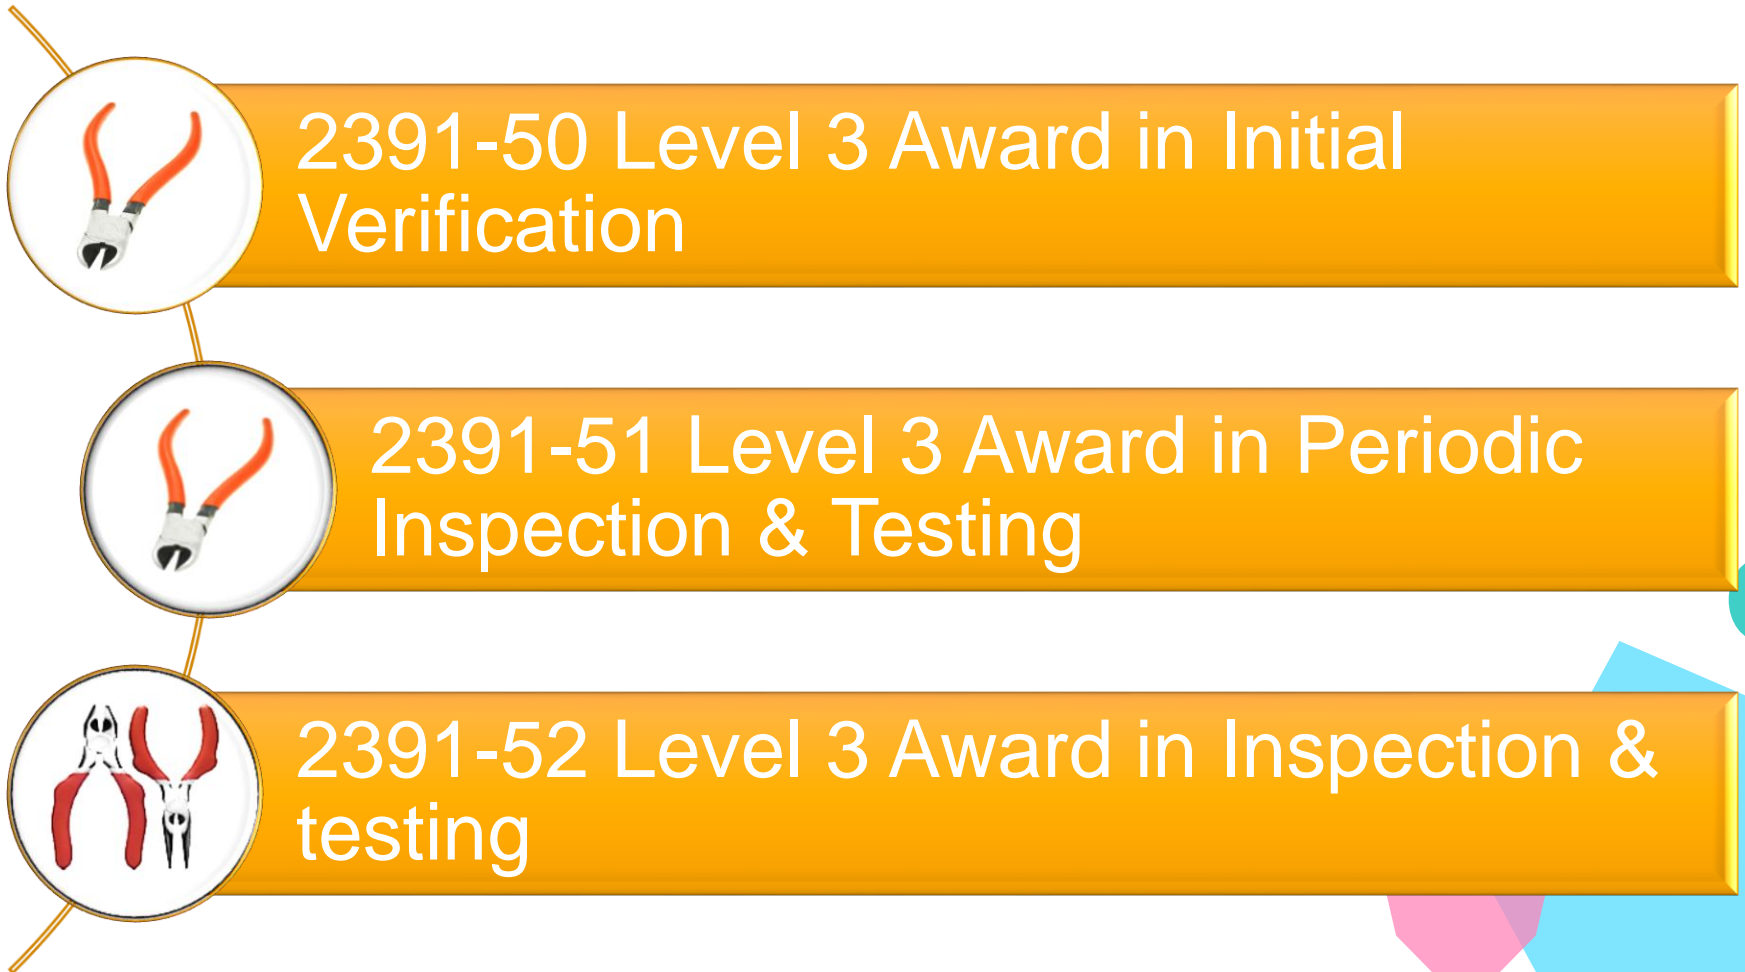 2391-50 Level 3 Award in Initial
Verification
2391-51 Level 3 Award in Periodic
Inspection & Testing
2391-52 Level 3 Award in Inspection &
testing